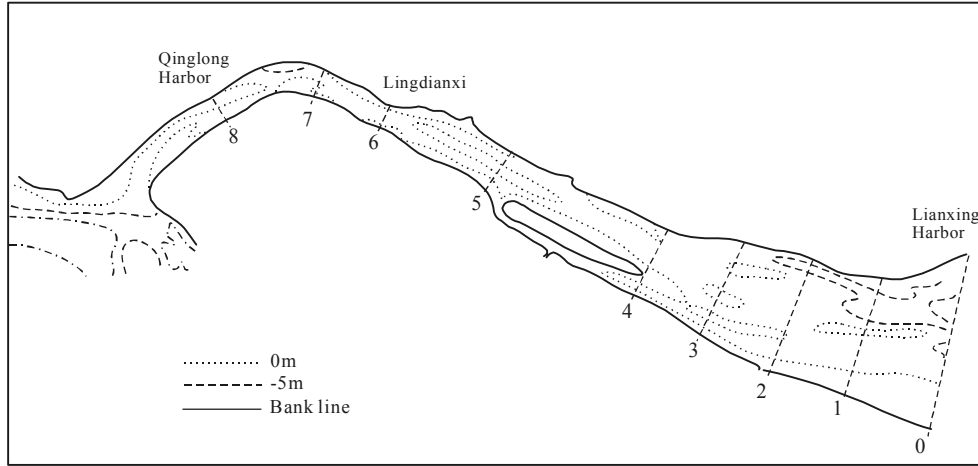 Qinglong
Harbor
Lingdianxi
8
7
6
5
Lianxing
Harbor
4
3
2
1
0
0m
-5m
Bank line